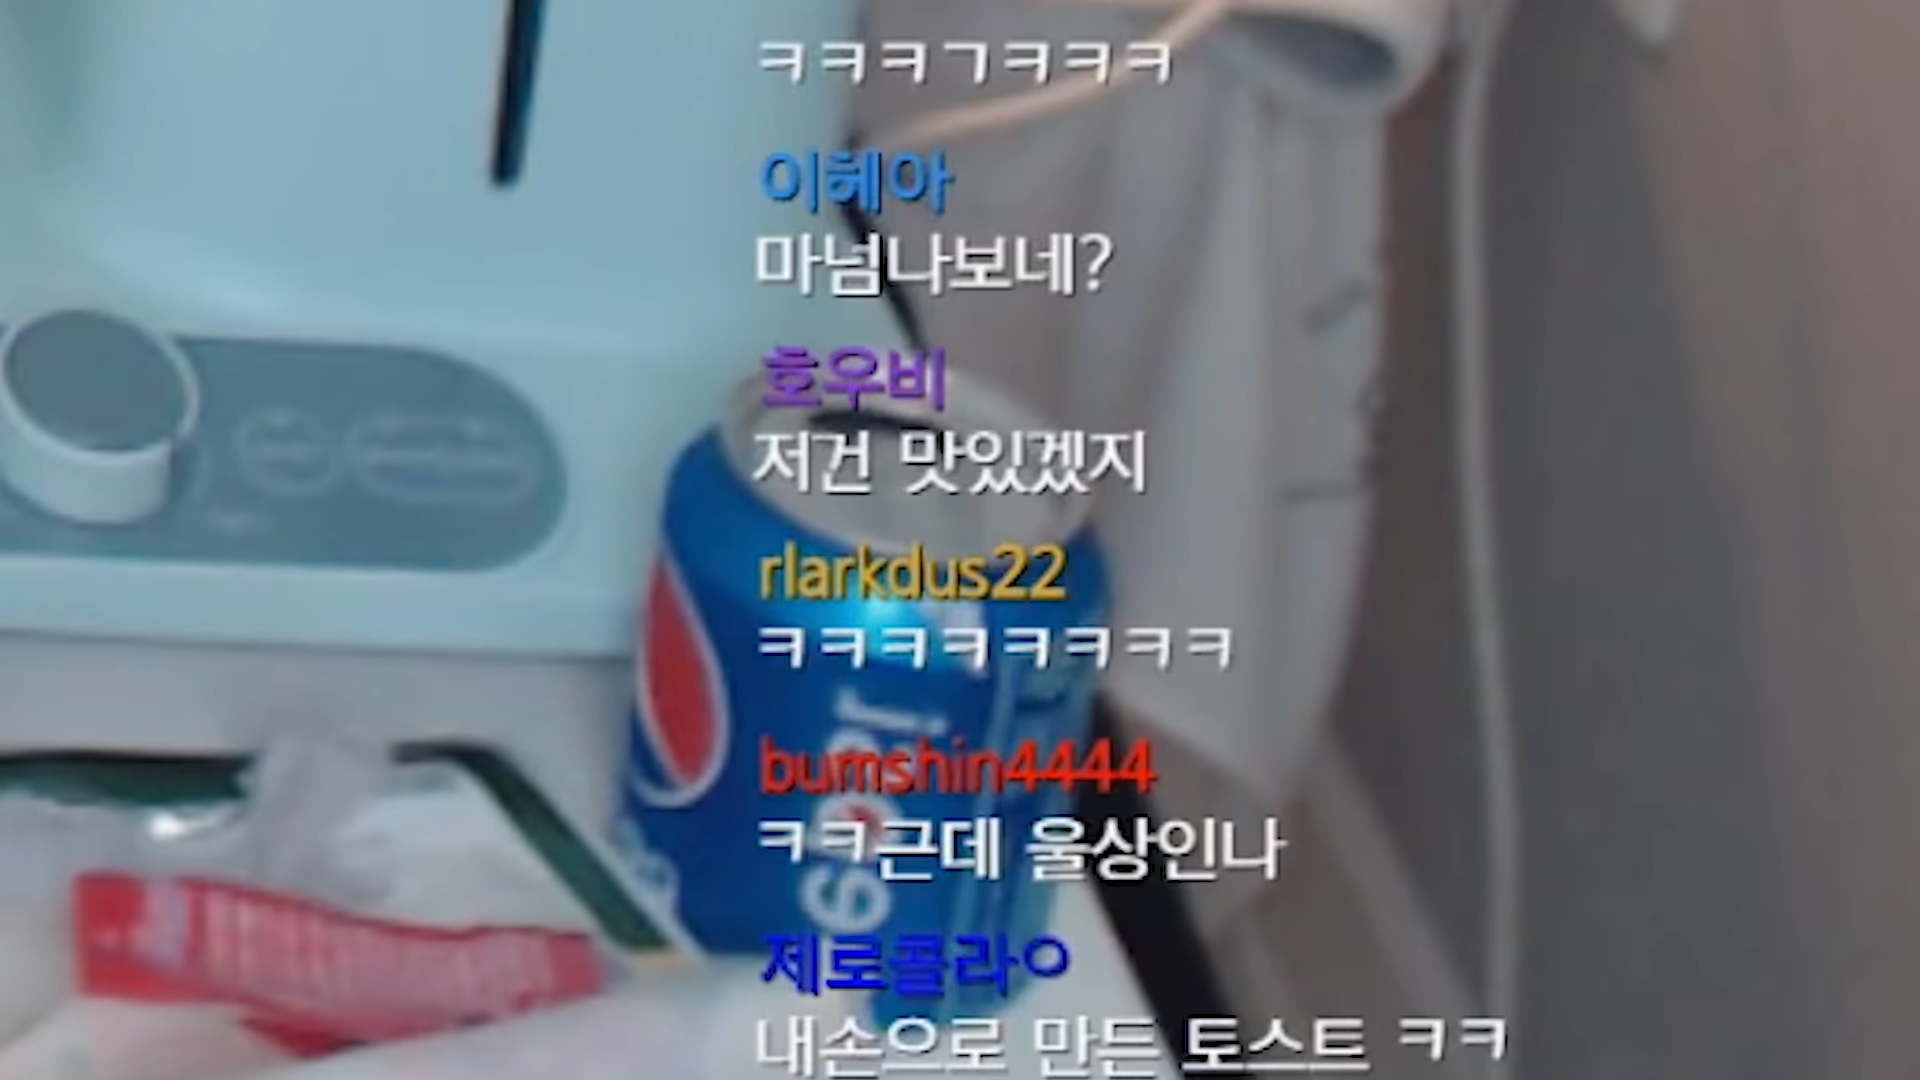 ㅋㅋㅋㄱㅋㅋㅋ
이헤아
마넘나보네?
호우비
저건 맛있겠지
rlarkdus22
ㅋㅋㅋㅋㅋㅋㅋㅋ
bumshin4444
ㅋㅋ근데 울상인나
제로콜라ㅇ
내손으로 만든 토스트 ㅋㅋ
pepsi